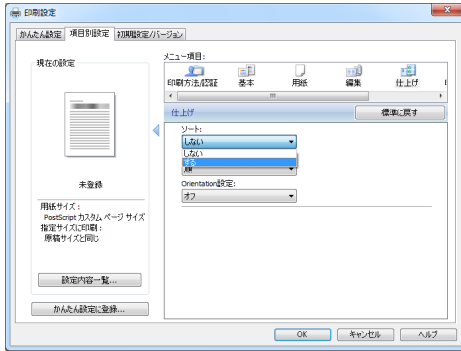 印刷設定
かんたん設定 項目別設定 初期設定/バージョン
現在の設定
メニュー項目:
印刷方法/認証 基本 用紙 編集 仕上げ
仕上げ
標準に戻す
ソート:
しない
しない
する
順
Orientation設定:
オフ
未登録
用紙サイズ:
PostScript カスタム ページ サイズ
指定サイズに印刷:
原稿サイズと同じ
設定内容一覧...
かんたん設定に登録...
OK キャンセル ヘルプ